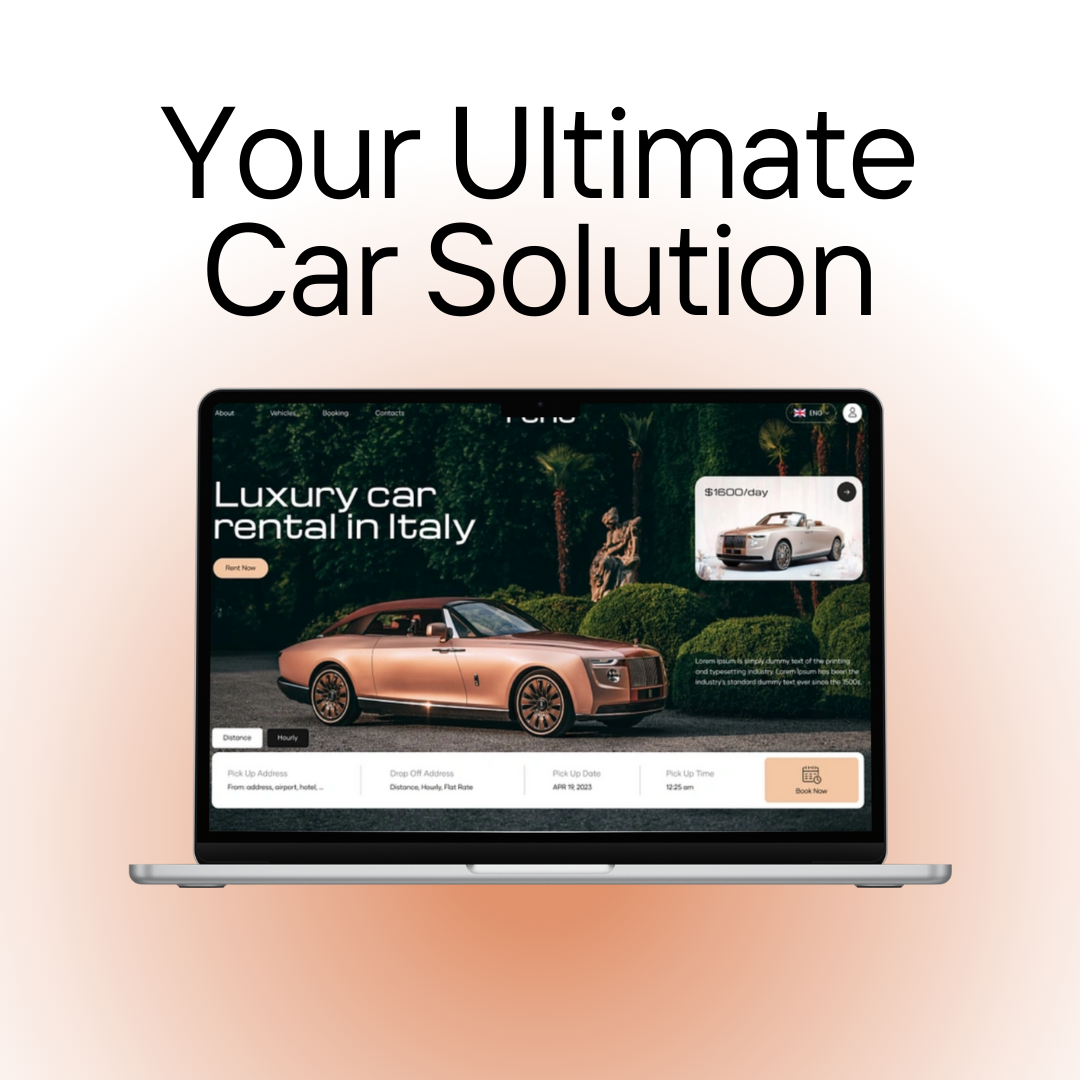 Your Ultimate
Car Solution
About Vehicles Booking Contacts
ENG
Luxury car
rental in Italy
Rent Now
$1600/day
Lorem Ipsum is simply dummy text of the printing
and typesetting industry. Lorem Ipsum has been the
industry's standard dummy text ever since the 1500s,
Distance Hourly
Pick Up Address Drop Off Address Pick Up Date Pick Up Time
From: address, airport, hotel, ... Distance, Hourly, Flat Rate APR 19, 2023 12:25 am
Book Now